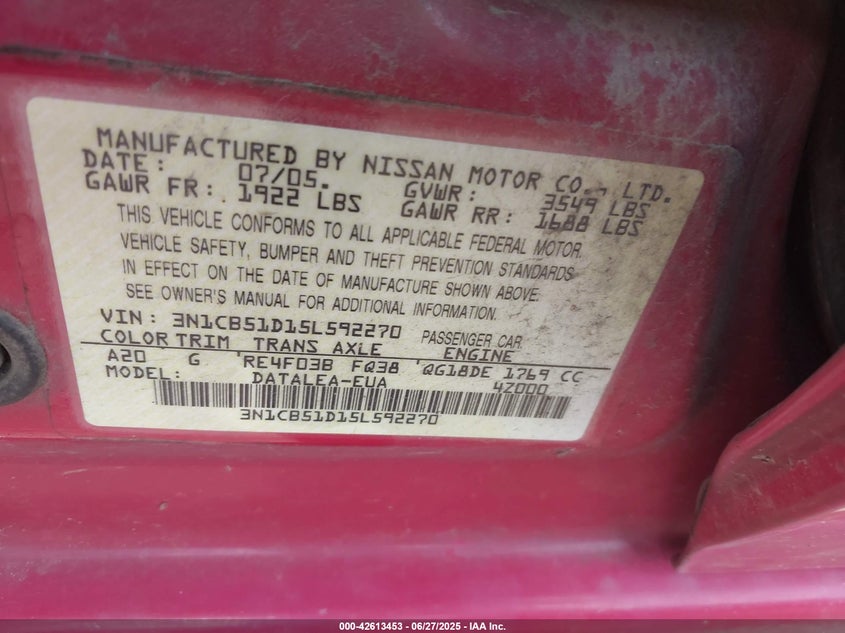 MANUFACTURED BY NISSAN MOTOR CO., LTD.
DATE: 07/05. GVWR: 3549 LBS
GAWR FR: 1922 LBS GAWR RR: 1688 LBS
THIS VEHICLE CONFORMS TO ALL APPLICABLE FEDERAL MOTOR
VEHICLE SAFETY, BUMPER AND THEFT PREVENTION STANDARDS
IN EFFECT ON THE DATE OF MANUFACTURE SHOWN ABOVE.
SEE OWNER'S MANUAL FOR ADDITIONAL INFORMATION.
VIN: 3N1CB51D15L592270 PASSENGER CAR
COLOR TRIM TRANS AXLE ENGINE
A20 G RE4F03B FQ38 QG18DE 1769 CC
MODEL: DATALEA-EUA 4Z000
3N1CB51D15L592270
000-42613453 - 06/27/2025 - IAA Inc.